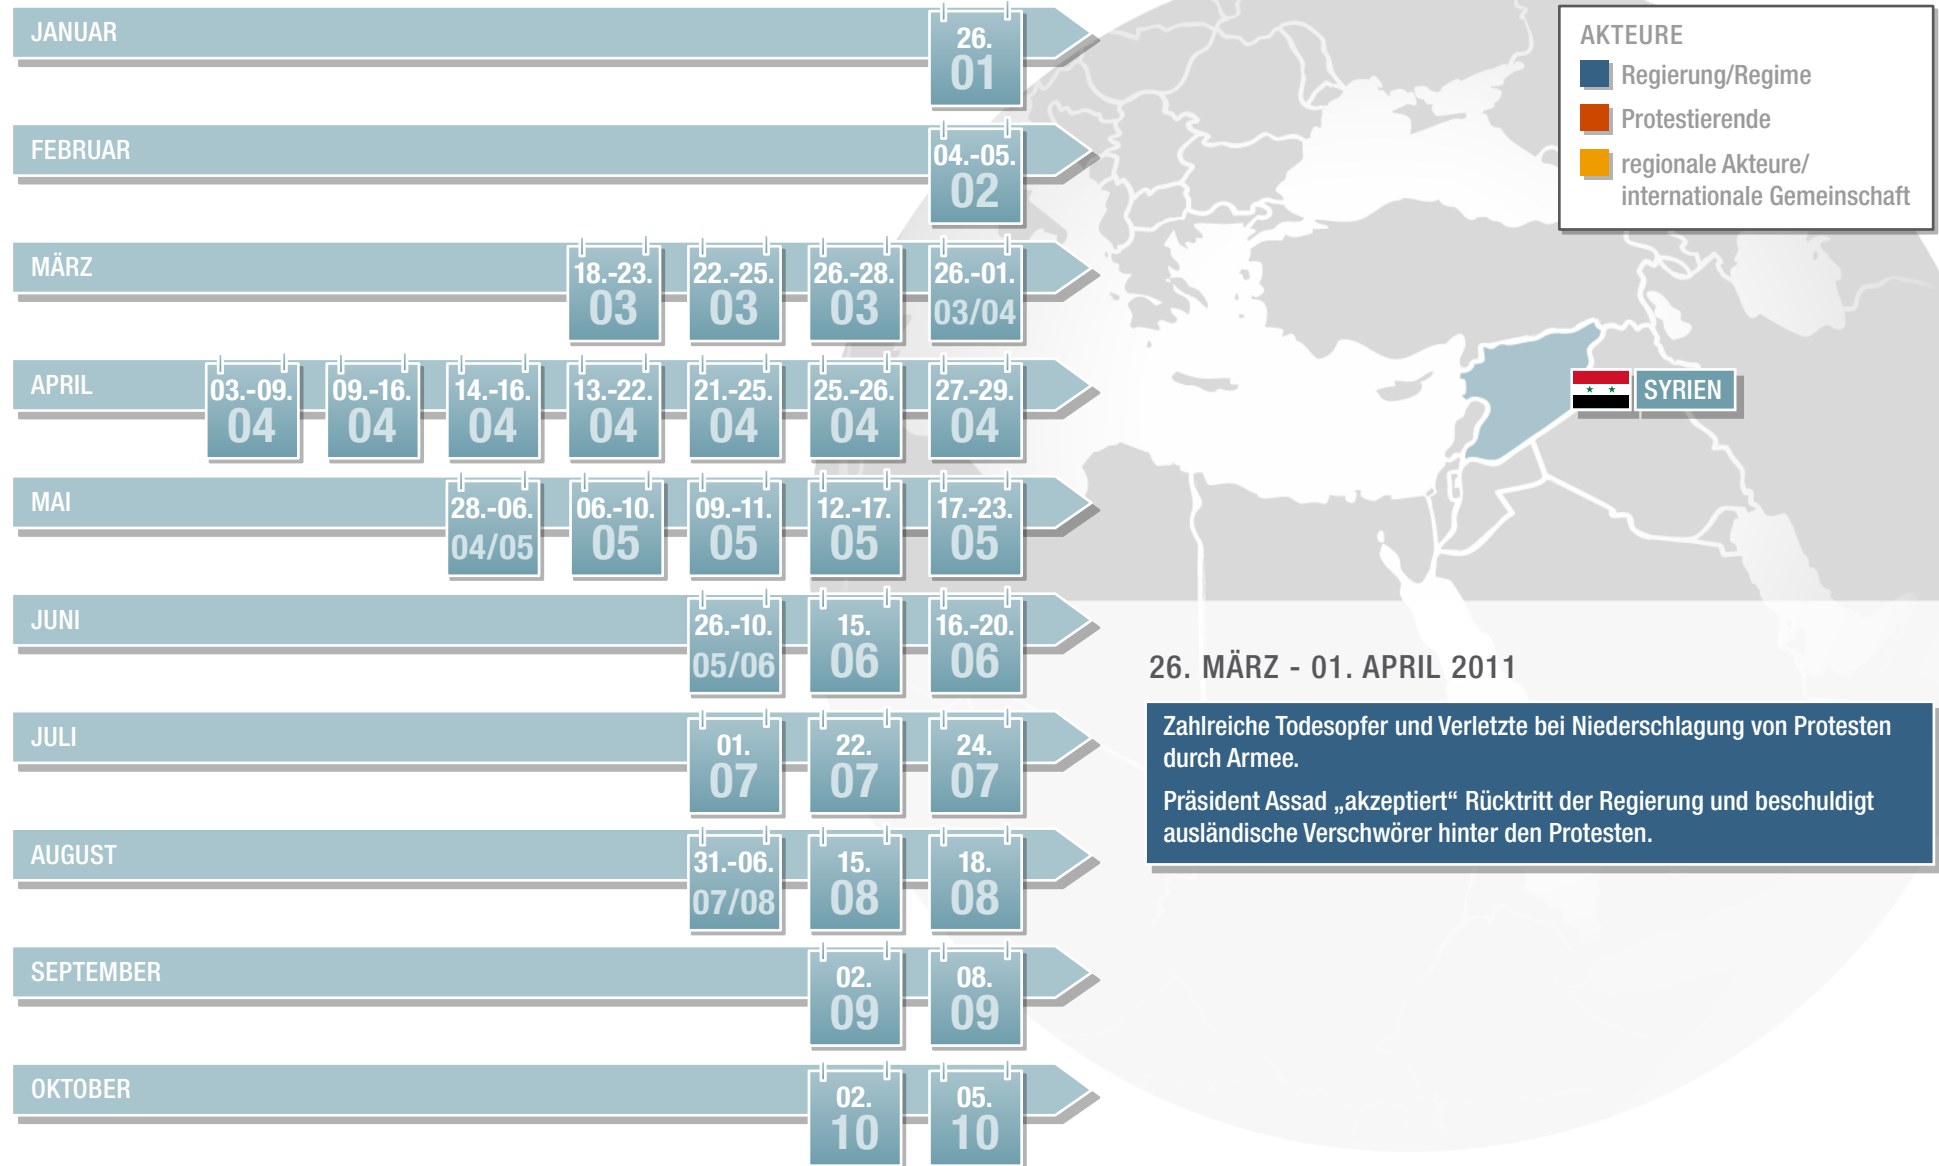 JANUAR
26.
01
FEBRUAR
04.-05.
02
MÄRZ
18.-23.
03
22.-25.
03
26.-28.
03
26.-01.
03/04
APRIL
03.-09.
04
09.-16.
04
14.-16.
04
13.-22.
04
21.-25.
04
25.-26.
04
27.-29.
04
MAI
28.-06.
04/05
06.-10.
05
09.-11.
05
12.-17.
05
17.-23.
05
JUNI
26.-10.
05/06
15.
06
16.-20.
06
JULI
01.
07
22.
07
24.
07
AUGUST
31.-06.
07/08
15.
08
18.
08
SEPTEMBER
02.
09
08.
09
OKTOBER
02.
10
05.
10
AKTEURE
Regierung/Regime
Protestierende
regionale Akteure/
internationale Gemeinschaft
SYRIEN
26. MÄRZ - 01. APRIL 2011
Zahlreiche Todesopfer und Verletzte bei Niederschlagung von Protesten
durch Armee.
Präsident Assad „akzeptiert“ Rücktritt der Regierung und beschuldigt
ausländische Verschwörer hinter den Protesten.